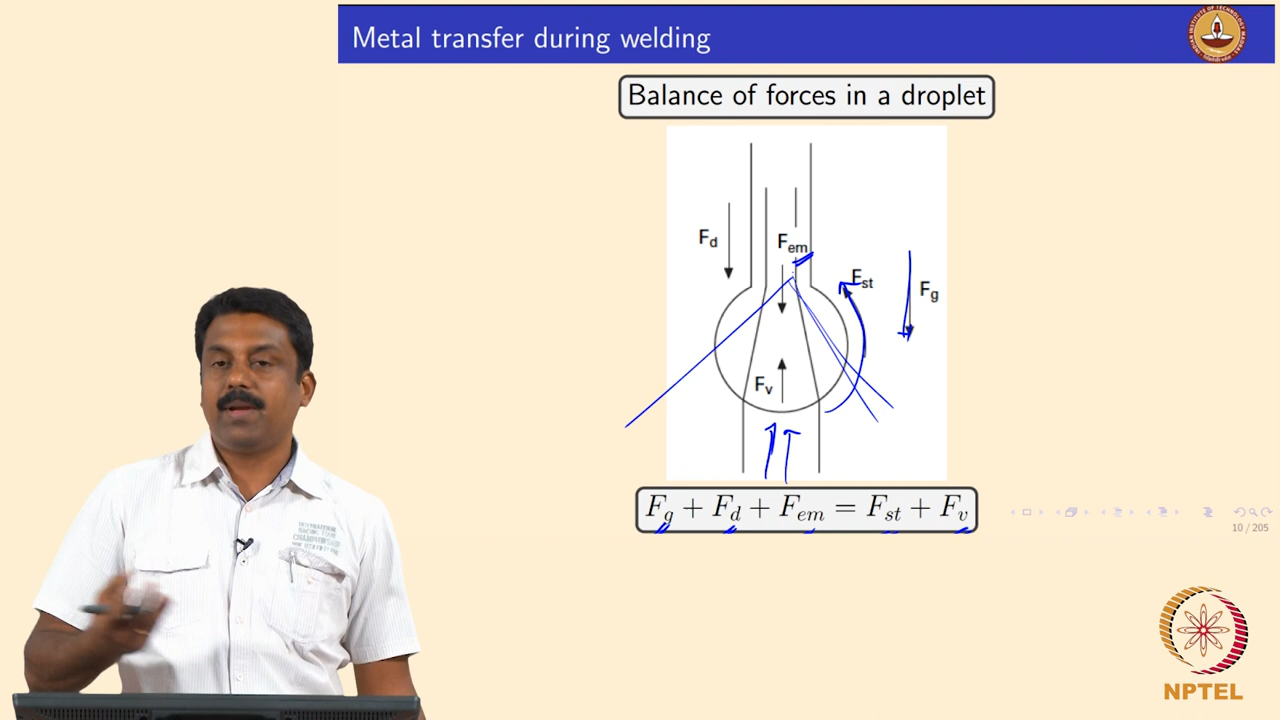 Metal transfer during welding
Balance of forces in a droplet
F_d
F_em
F_st
F_g
F_v
F_g + F_d + F_em = F_st + F_v
10 / 205
NPTEL